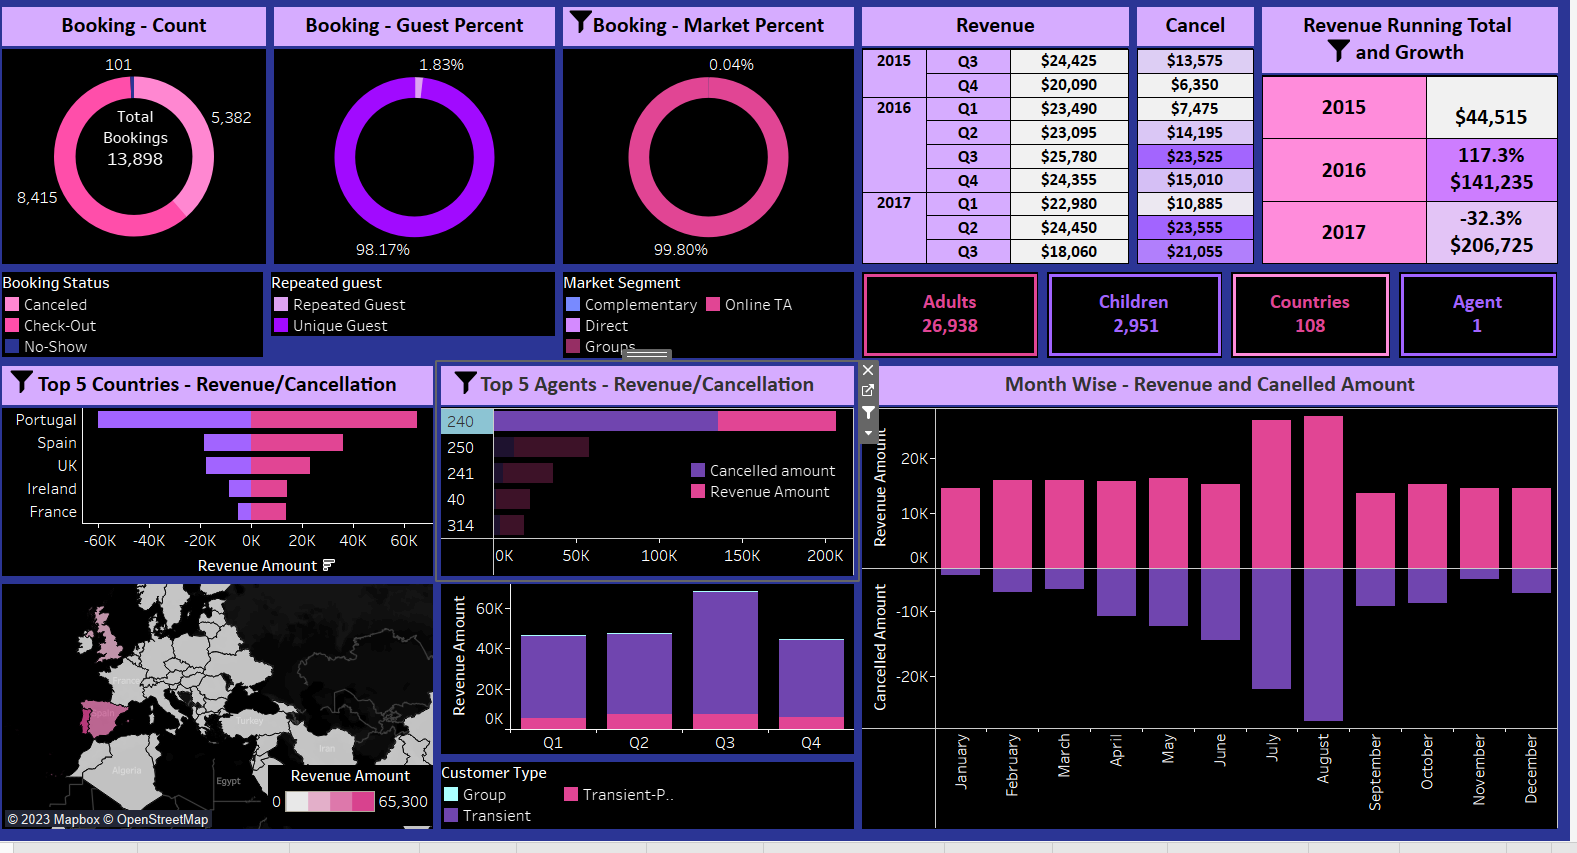 Booking - Count
101
5,382
Total
Bookings
13,898
8,415
Booking Status
Canceled
Check-Out
No-Show
Booking - Guest Percent
1.83%
98.17%
Repeated guest
Repeated Guest
Unique Guest
Booking - Market Percent
0.04%
99.80%
Market Segment
Complementary
Online TA
Direct
Groups
Revenue
Cancel
2015 Q3 $24,425 $13,575
Q4 $20,090 $6,350
2016 Q1 $23,490 $7,475
Q2 $23,095 $14,195
Q3 $25,780 $23,525
Q4 $24,355 $15,010
2017 Q1 $22,980 $10,885
Q2 $24,450 $23,555
Q3 $18,060 $21,055
Revenue Running Total
and Growth
2015 $44,515
2016 117.3%
$141,235
2017 -32.3%
$206,725
Adults
26,938
Children
2,951
Countries
108
Agent
1
Top 5 Countries - Revenue/Cancellation
Portugal
Spain
UK
Ireland
France
-60K -40K -20K 0K 20K 40K 60K
Revenue Amount
Top 5 Agents - Revenue/Cancellation
240
250
241
40
314
Cancelled amount
Revenue Amount
0K 50K 100K 150K 200K
Month Wise - Revenue and Canelled Amount
Revenue Amount
20K
10K
0K
Cancelled Amount
-10K
-20K
January
February
March
April
May
June
July
August
September
October
November
December
France
Spain
Turkey
Iran
Algeria
Egypt
Revenue Amount
0 65,300
© 2023 Mapbox © OpenStreetMap
Revenue Amount
60K
40K
20K
0K
Q1 Q2 Q3 Q4
Customer Type
Group
Transient-P..
Transient